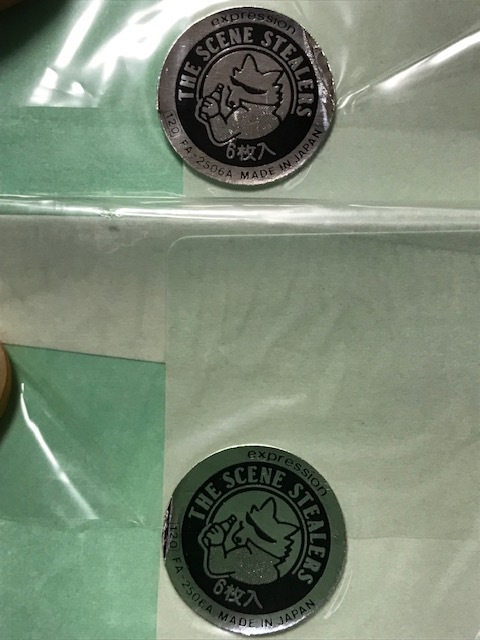 expression
THE SCENE STEALERS
6枚入
120 FA-2506A MADE IN JAPAN
expression
THE SCENE STEALERS
6枚入
120 FA-2506A MADE IN JAPAN